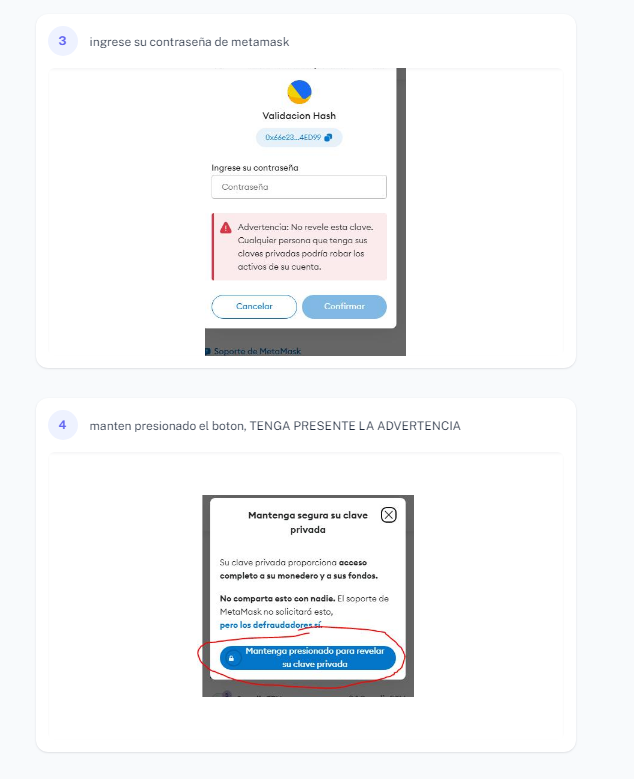 3 ingrese su contraseña de metamask
Validacion Hash
0x66e23...4ED99
Ingrese su contraseña
Contraseña
Advertencia: No revele esta clave.
Cualquier persona que tenga sus
claves privadas podría robar los
activos de su cuenta.
Cancelar Confirmar
Soporte de MetaMask
4 manten presionado el boton, TENGA PRESENTE LA ADVERTENCIA
Mantenga segura su clave
privada
Su clave privada proporciona acceso
completo a su monedero y a sus fondos.
No comparta esto con nadie. El soporte de
MetaMask no solicitará esto,
pero los defraudadores sí.
Mantenga presionado para revelar
su clave privada